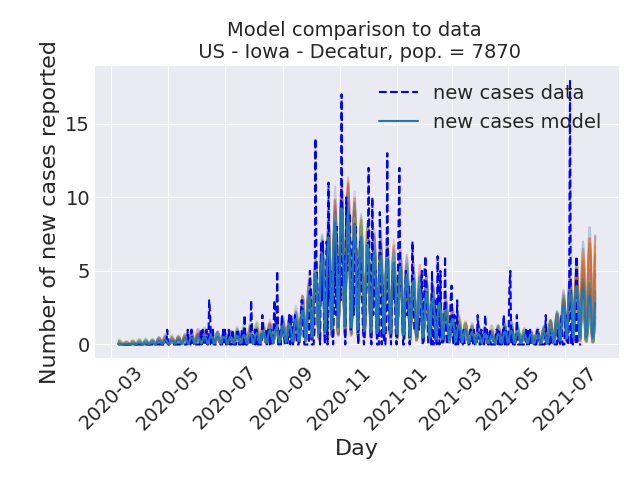 Model comparison to data
US - Iowa - Decatur, pop. = 7870
new cases data
new cases model
Number of new cases reported
15
10
5
0
2020-03
2020-05
2020-07
2020-09
2020-11
2021-01
2021-03
2021-05
2021-07
Day